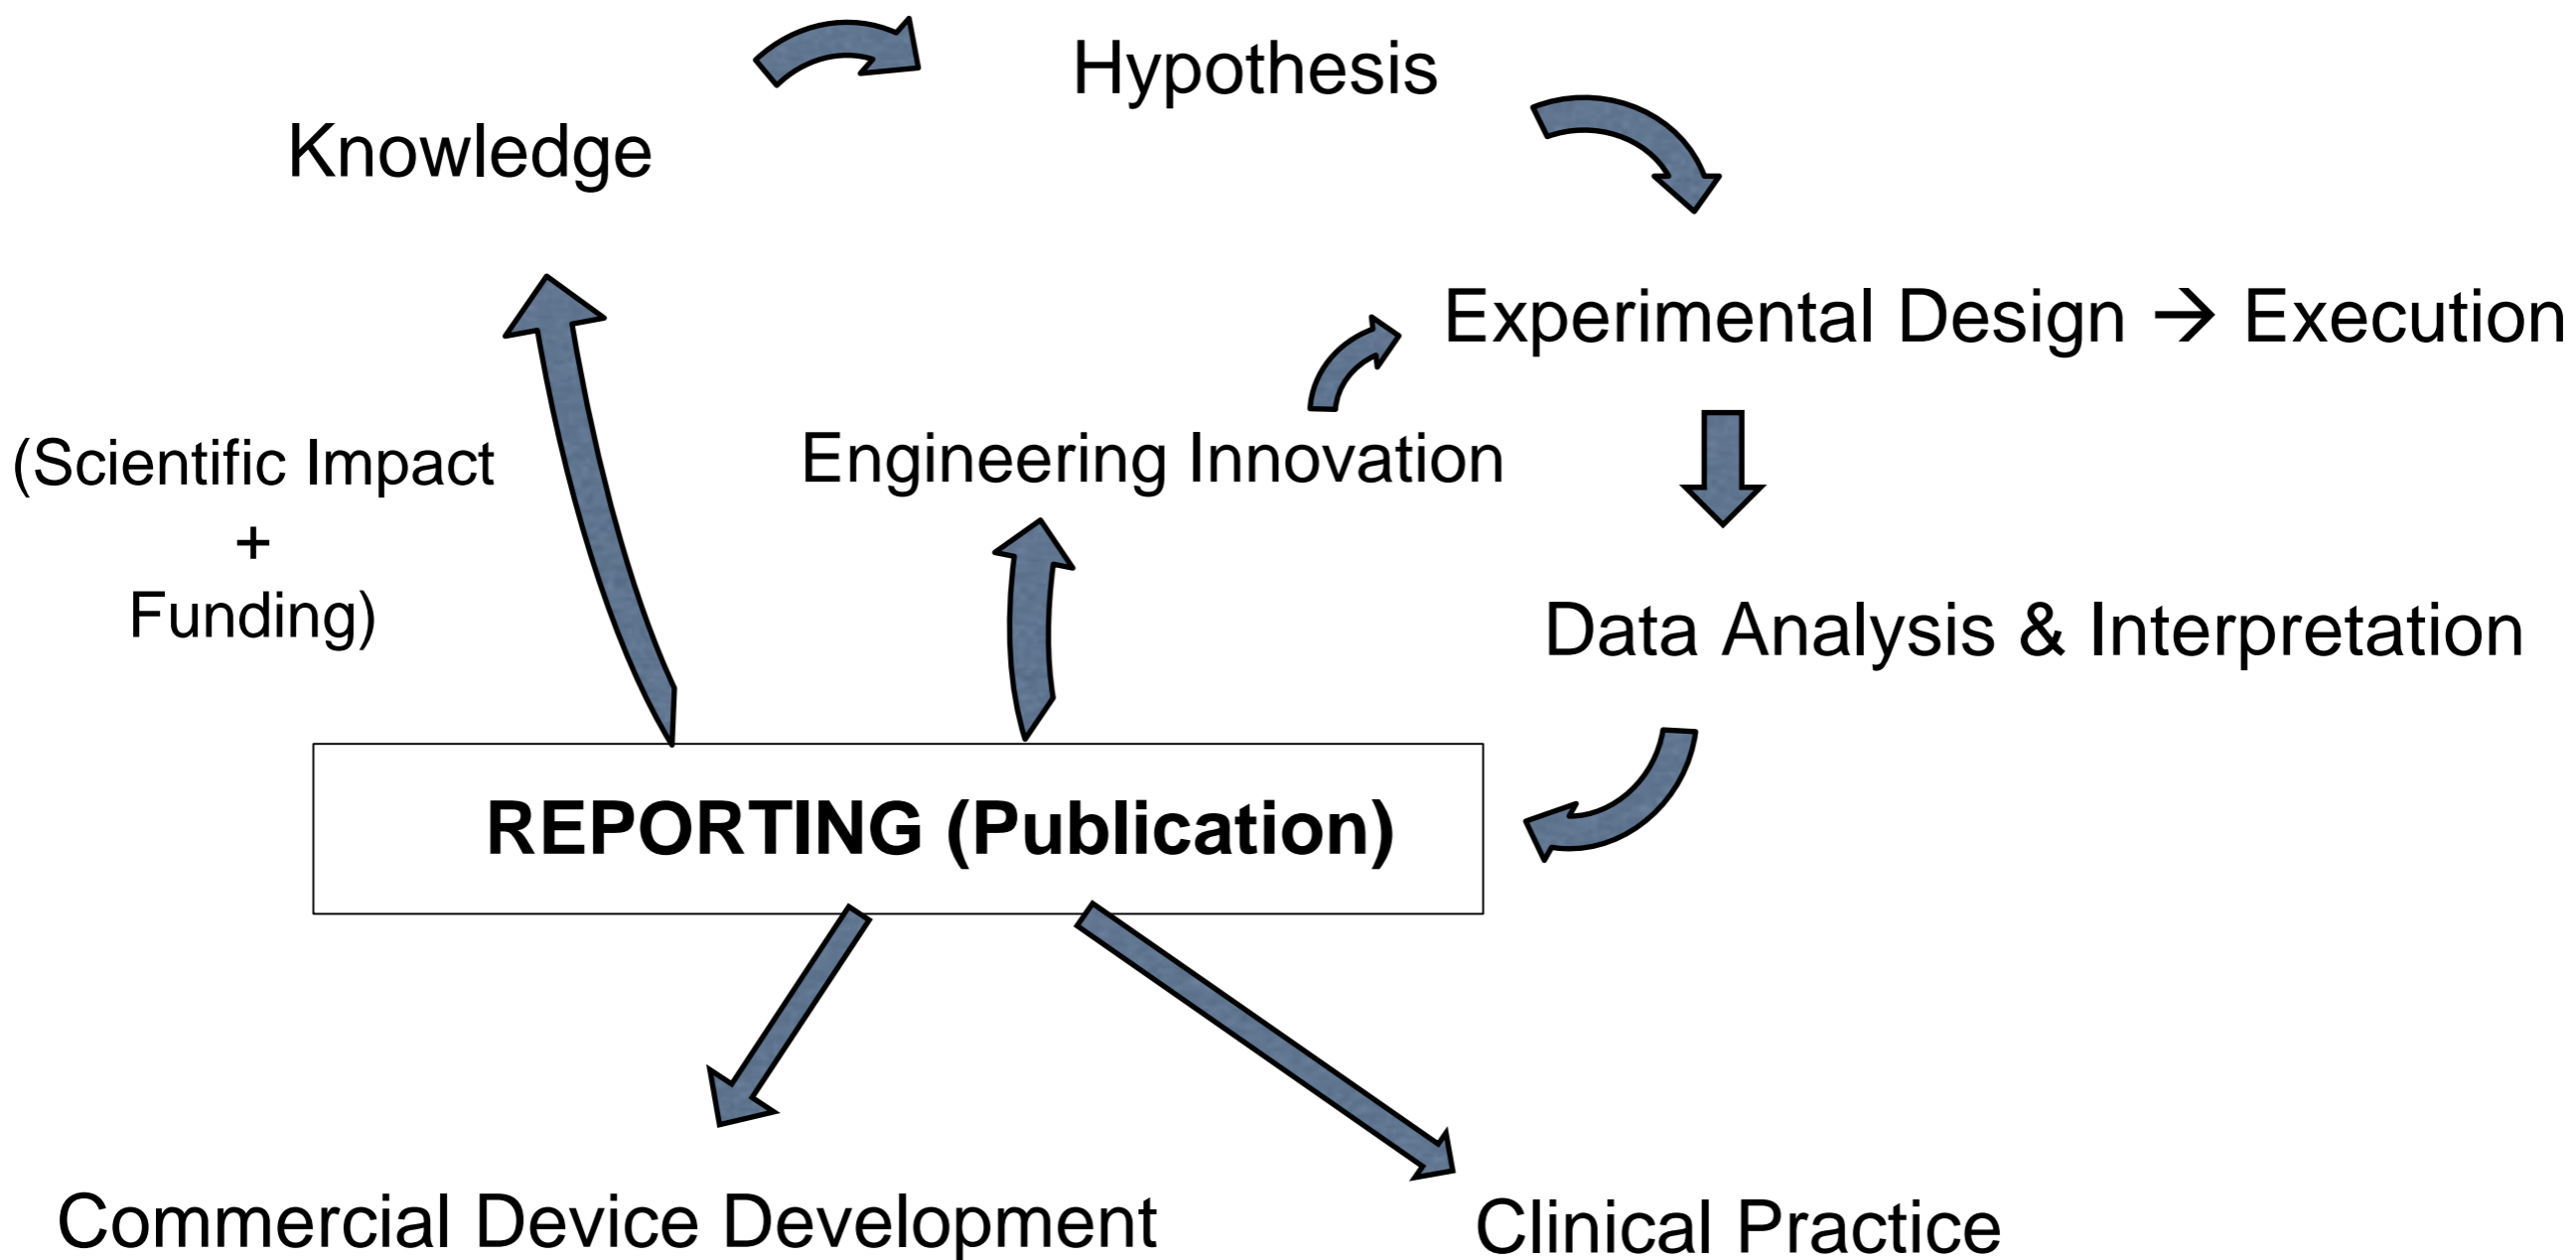 Hypothesis
Knowledge
Experimental Design → Execution
Engineering Innovation
(Scientific Impact
+
Funding)
Data Analysis & Interpretation
REPORTING (Publication)
Commercial Device Development
Clinical Practice